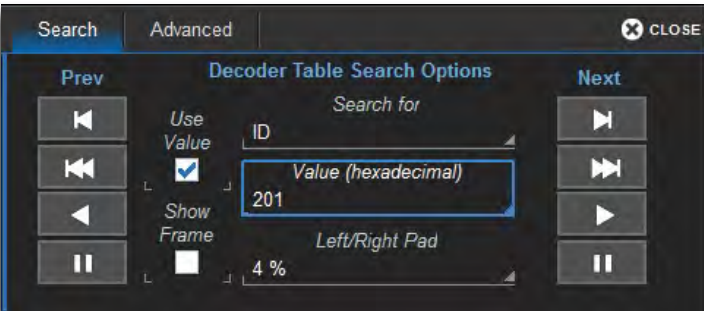 Search Advanced CLOSE
Decoder Table Search Options
Prev
Next
Use
Value
Search for
ID
Value (hexadecimal)
201
Show
Frame
Left/Right Pad
4 %